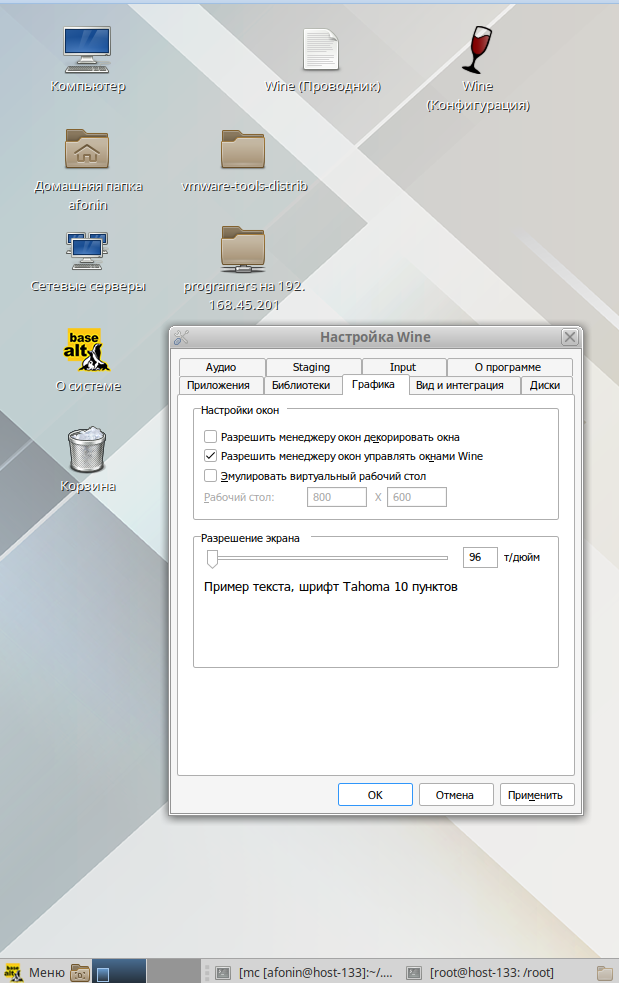 Компьютер
Wine (Проводник)
Wine
(Конфигурация)
Домашняя папка
afonin
vmware-tools-distrib
Сетевые серверы
programers на 192.
168.45.201
base
alt
О системе
Корзина
Настройка Wine
Аудио
Staging
Input
О программе
Приложения
Библиотеки
Графика
Вид и интеграция
Диски
Настройки окон
Разрешить менеджеру окон декорировать окна
Разрешить менеджеру окон управлять окнами Wine
Эмулировать виртуальный рабочий стол
Рабочий стол: 800 X 600
Разрешение экрана
96 т/дюйм
Пример текста, шрифт Tahoma 10 пунктов
OK
Отмена
Применить
base
alt
Меню
[mc [afonin@host-133]:~/....
[root@host-133: /root]